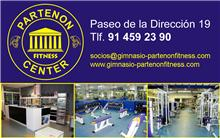 PARTENON
FITNESS
CENTER
Paseo de la Dirección 19
Tlf. 91 459 23 90
socios@gimnasio-partenonfitness.com
www.gimnasio-partenonfitness.com